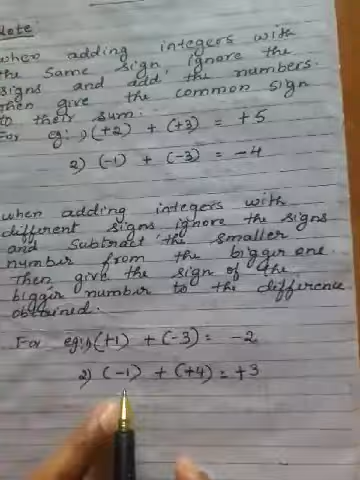 Note
when adding integers with
the same sign ignore the
signs and add the numbers.
Then give the common sign
to their sum.
For eg:- 1) (+2) + (+3) = +5
2) (-1) + (-3) = -4
when adding integers with
different signs ignore the signs
and subtract the smaller
number from the bigger one.
Then give the sign of the
bigger number to the difference
obtained.
For eg:- 1) (+1) + (-3) = -2
2) (-1) + (+4) = +3